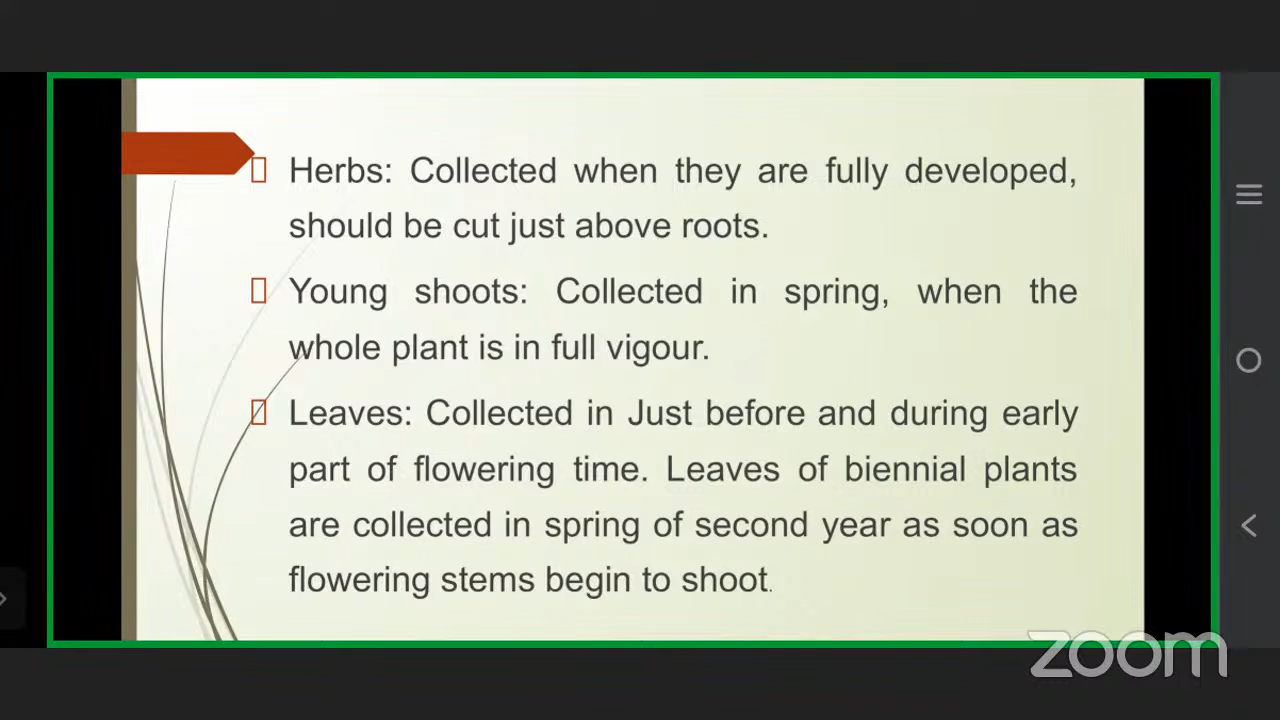 Herbs: Collected when they are fully developed,
should be cut just above roots.
Young shoots: Collected in spring, when the
whole plant is in full vigour.
Leaves: Collected in Just before and during early
part of flowering time. Leaves of biennial plants
are collected in spring of second year as soon as
flowering stems begin to shoot.
zoom